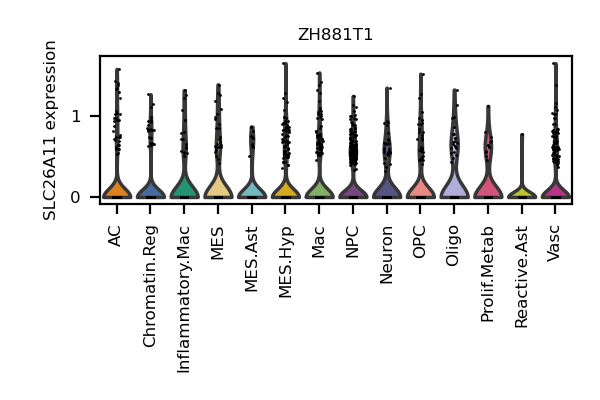 ZH881T1
SLC26A11 expression
1
0
AC
Chromatin.Reg
Inflammatory.Mac
MES
MES.Ast
MES.Hyp
Mac
NPC
Neuron
OPC
Oligo
Prolif.Metab
Reactive.Ast
Vasc